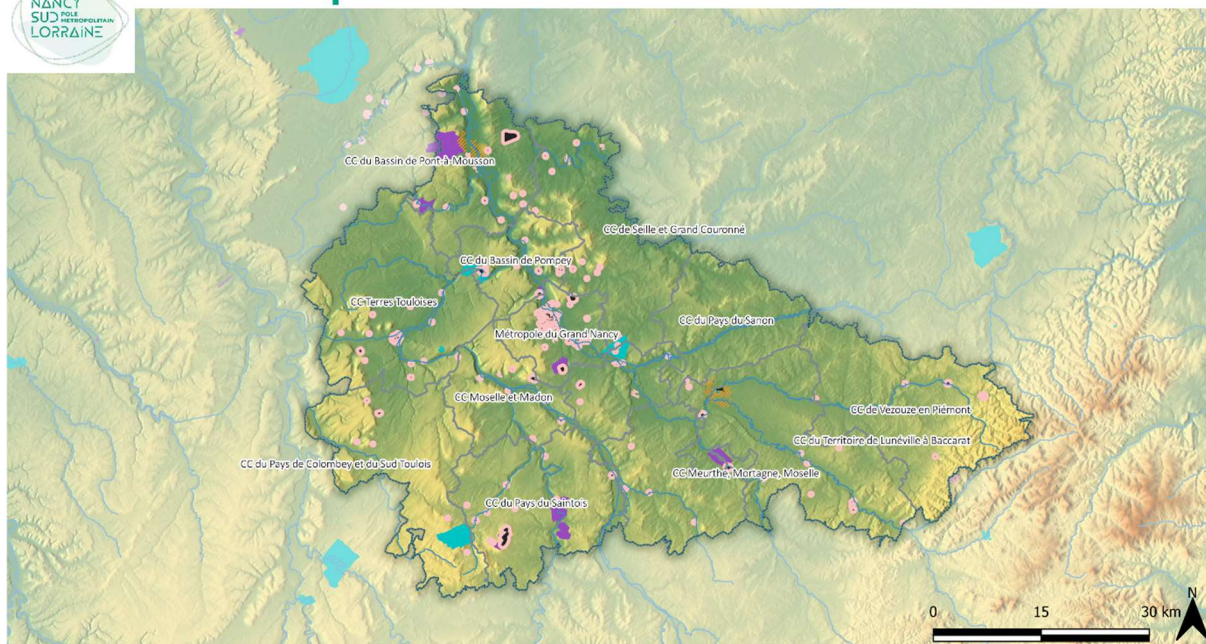 NANCY
SUD PÔLE MÉTROPOLITAIN
LORRAINE
CC du Bassin de Pont-à-Mousson
CC de Seille et Grand Couronné
CC du Bassin de Pompey
CC Terres Touloises
CC du Pays du Sanon
Métropole du Grand Nancy
CC Moselle et Madon
CC de Vezouze en Piémont
CC du Territoire de Lunéville à Baccarat
CC du Pays de Colombey et du Sud Toulois
CC Meurthe, Mortagne, Moselle
CC du Pays du Saintois
N
0 15 30 km